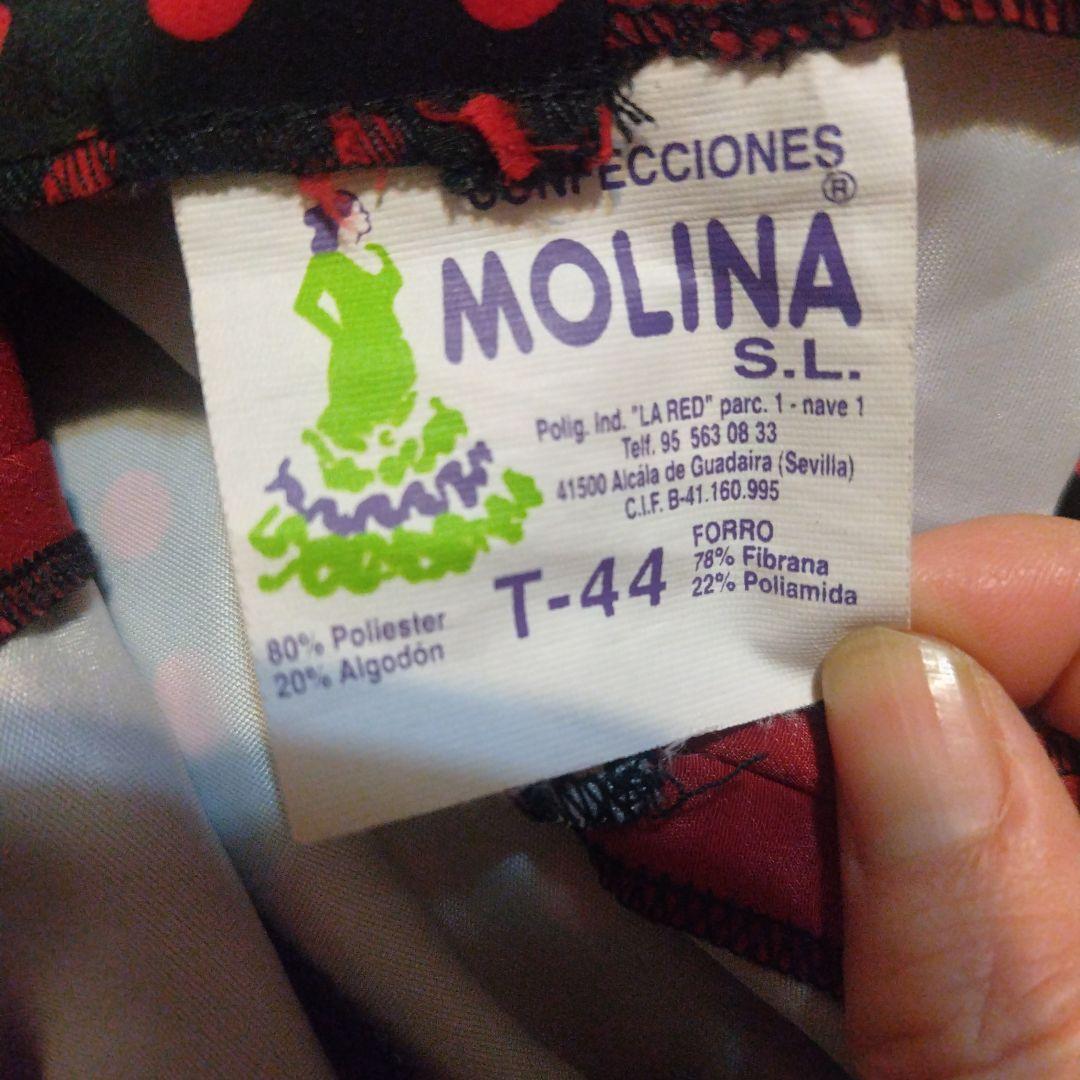 CONFECCIONES
®
MOLINA
S.L.
Polig. Ind. "LA RED" parc. 1 - nave 1
Telf. 95 563 08 33
41500 Alcála de Guadaira (Sevilla)
C.I.F. B-41.160.995
FORRO
78% Fibrana
22% Poliamida
T-44
80% Poliester
20% Algodón